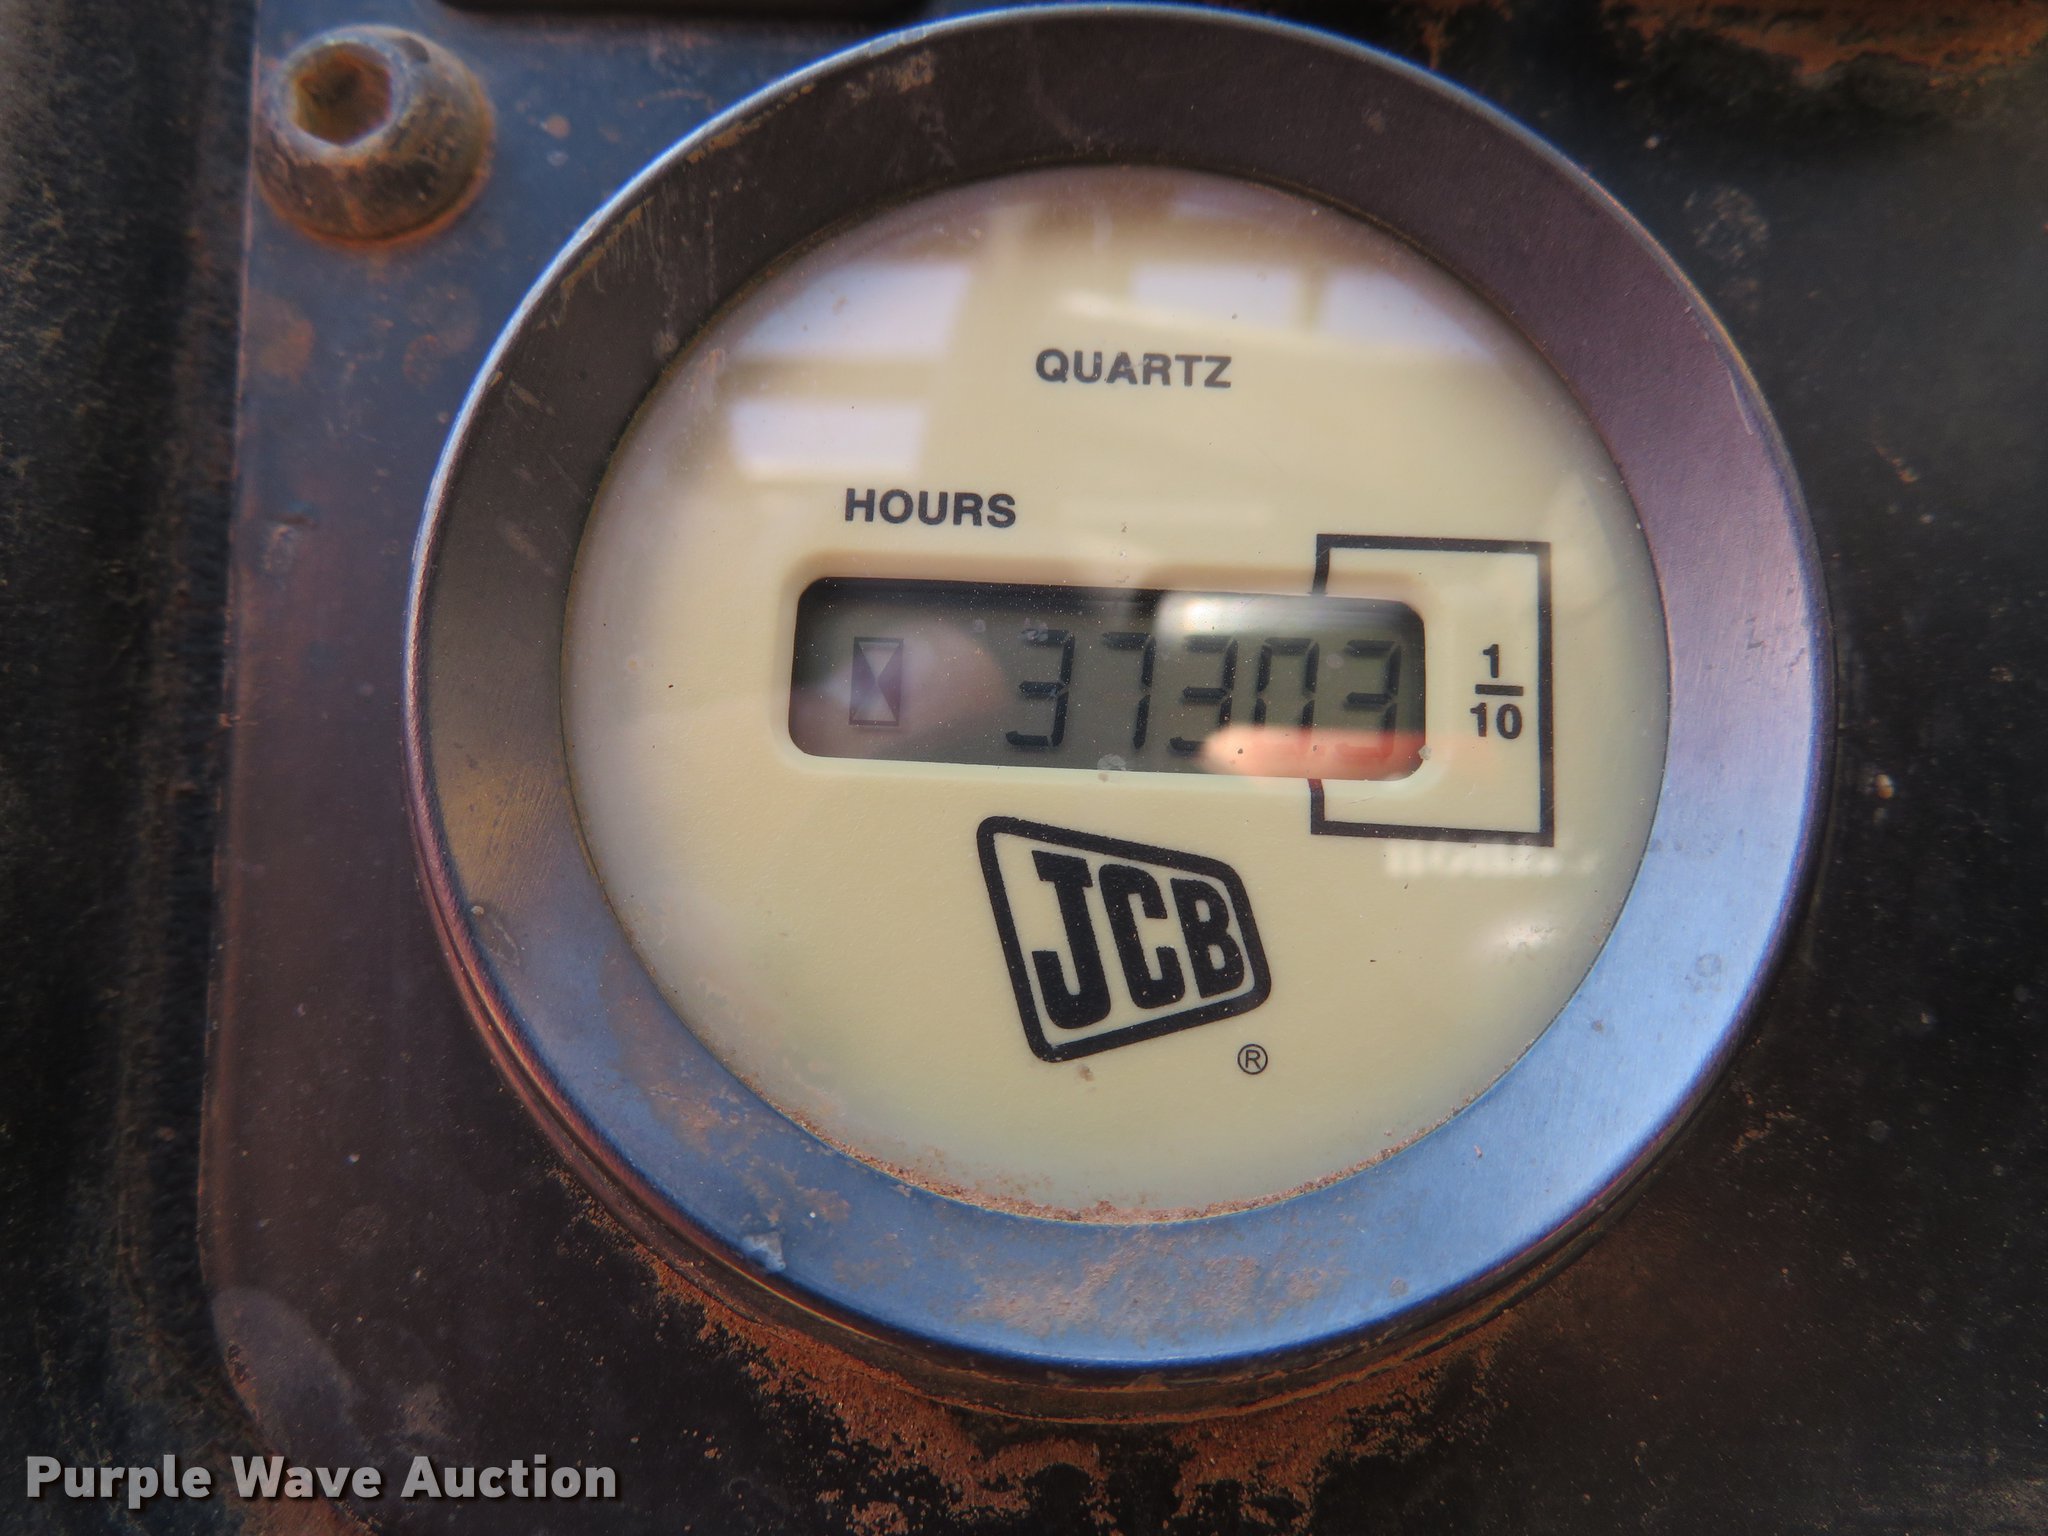 QUARTZ
HOURS
37303
1
10
JCB
®
Purple Wave Auction